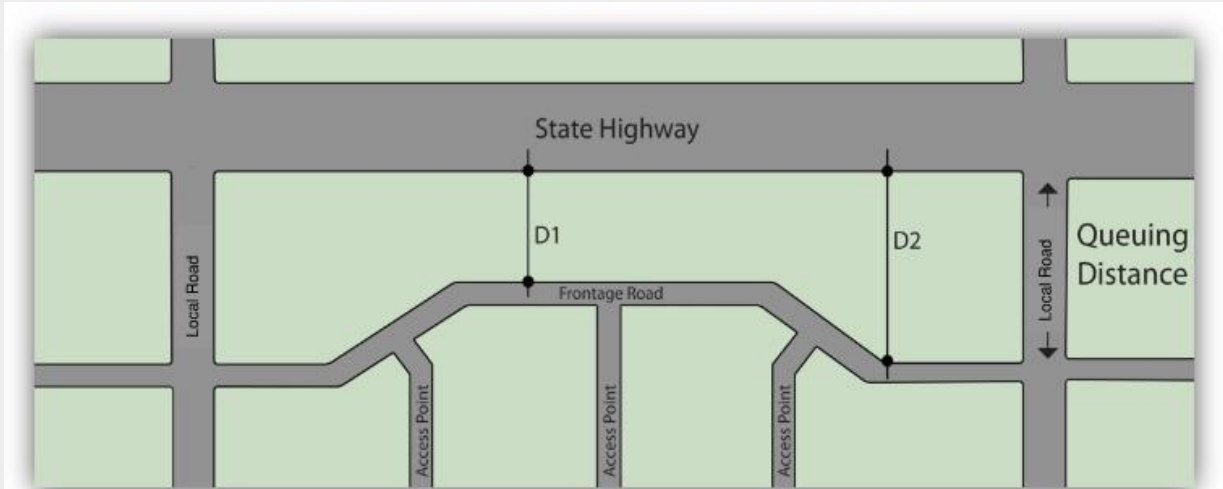 State Highway
D1
D2
Queuing
Distance
Local Road
Local Road
Frontage Road
Access Point
Access Point
Access Point